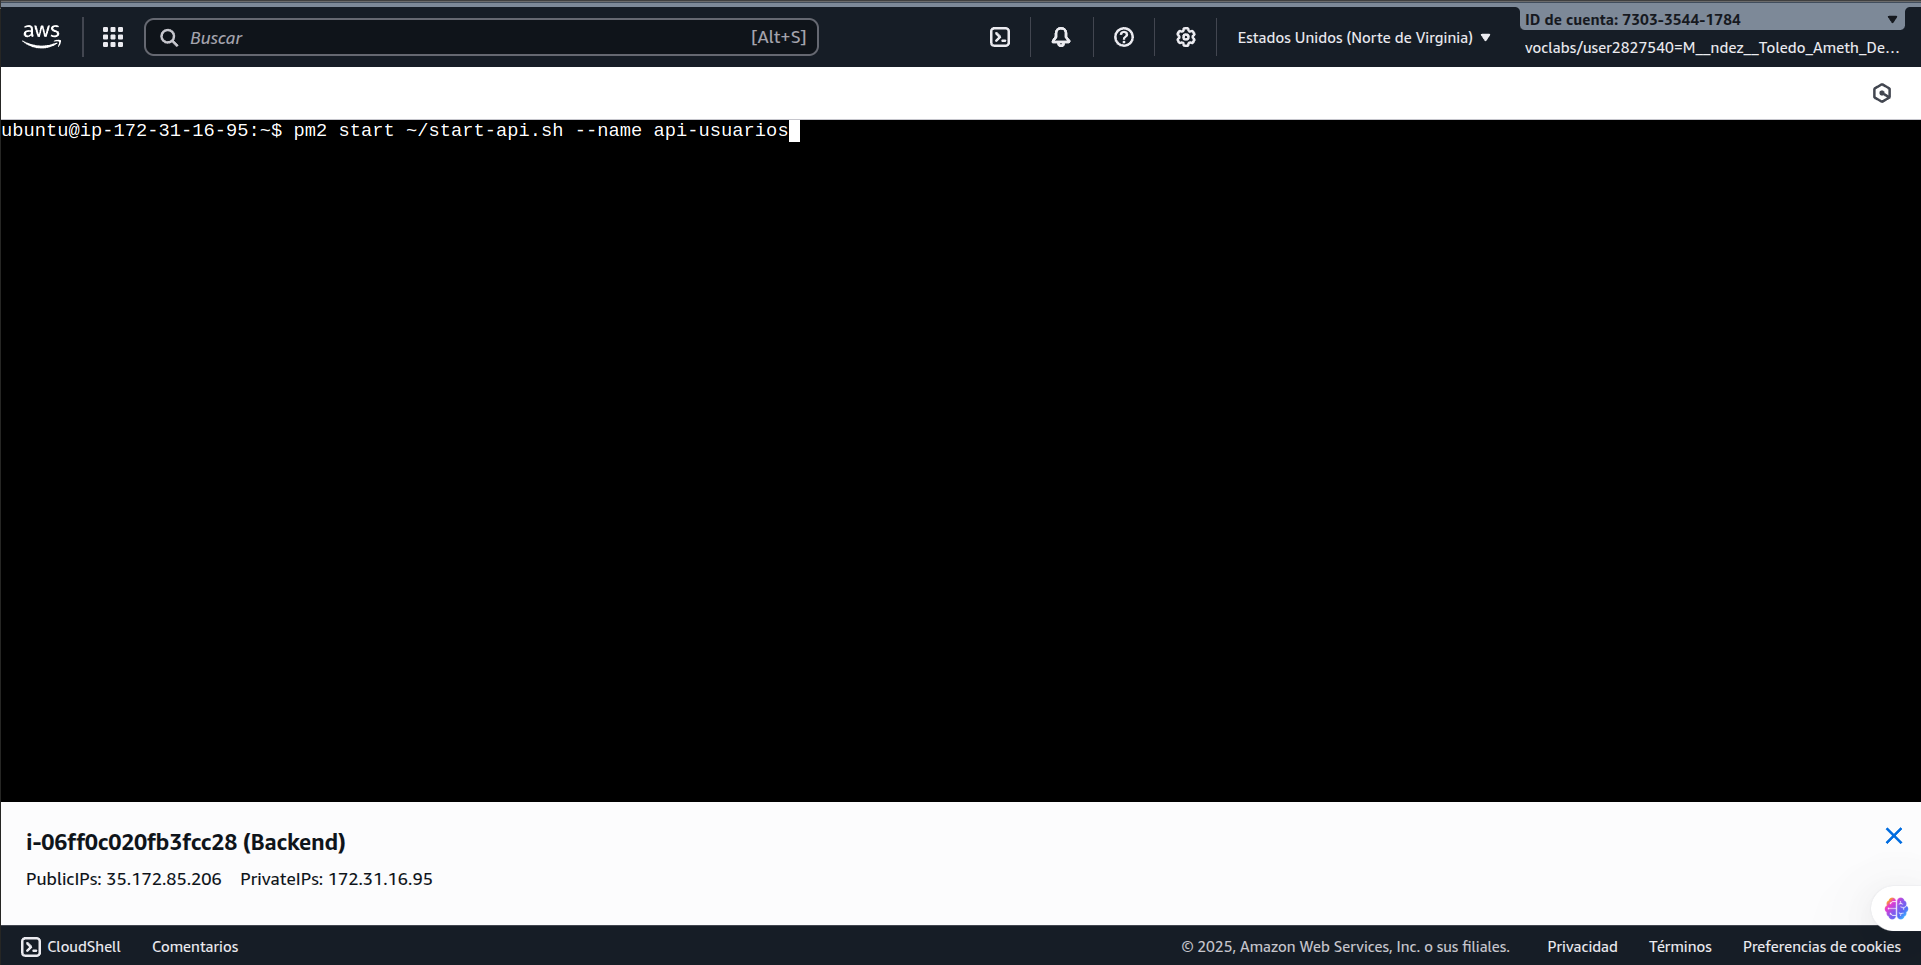 aws
Buscar [Alt+S]
Estados Unidos (Norte de Virginia)
ID de cuenta: 7303-3544-1784
voclabs/user2827540=M__ndez__Toledo_Ameth_De...
ubuntu@ip-172-31-16-95:~$ pm2 start ~/start-api.sh --name api-usuarios
i-06ff0c020fb3fcc28 (Backend)
PublicIPs: 35.172.85.206 PrivateIPs: 172.31.16.95
CloudShell Comentarios © 2025, Amazon Web Services, Inc. o sus filiales. Privacidad Términos Preferencias de cookies